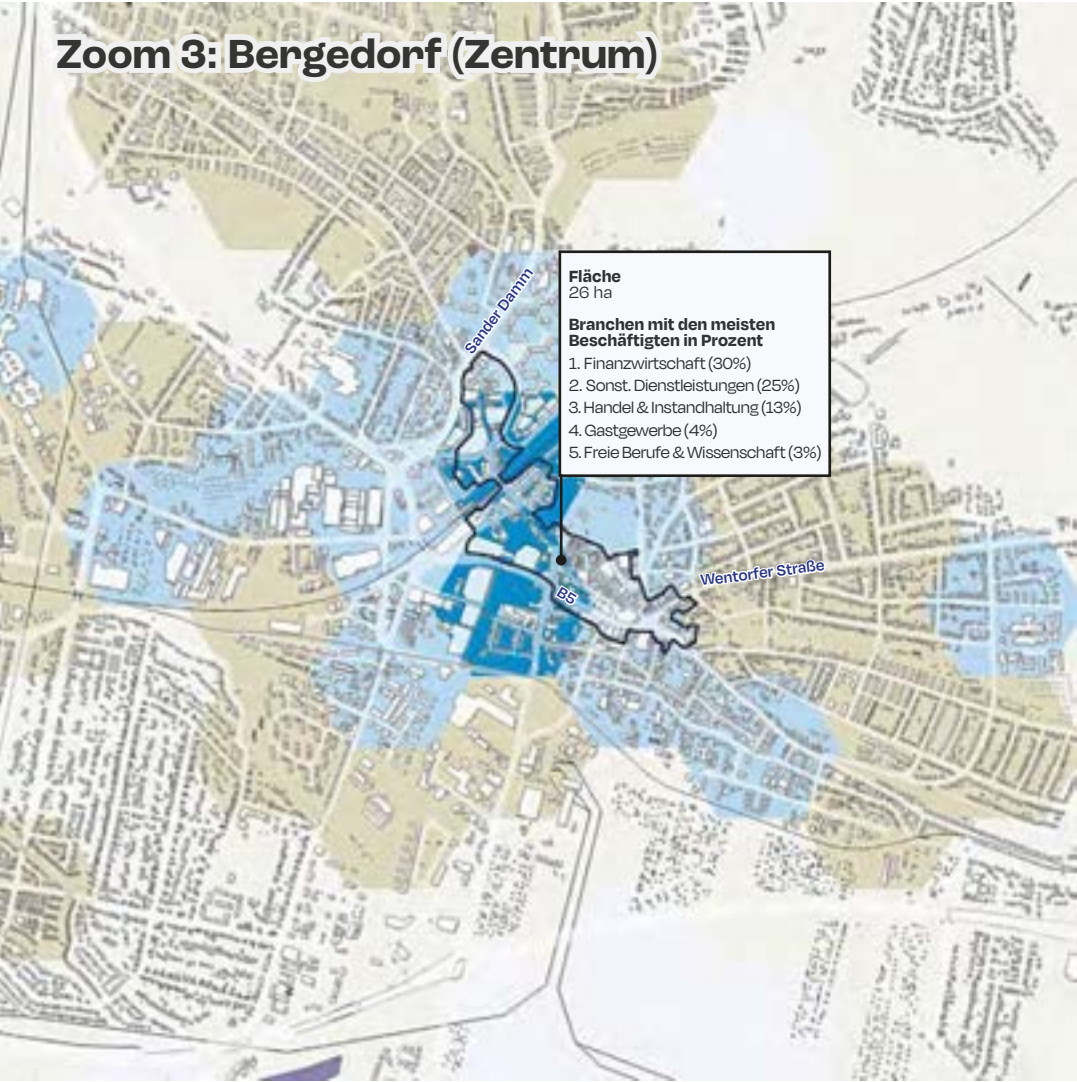 Zoom 3: Bergedorf (Zentrum)
Sander Damm
Fläche
26 ha
Branchen mit den meisten
Beschäftigten in Prozent
1. Finanzwirtschaft (30%)
2. Sonst. Dienstleistungen (25%)
3. Handel & Instandhaltung (13%)
4. Gastgewerbe (4%)
5. Freie Berufe & Wissenschaft (3%)
Wentorfer Straße
B5